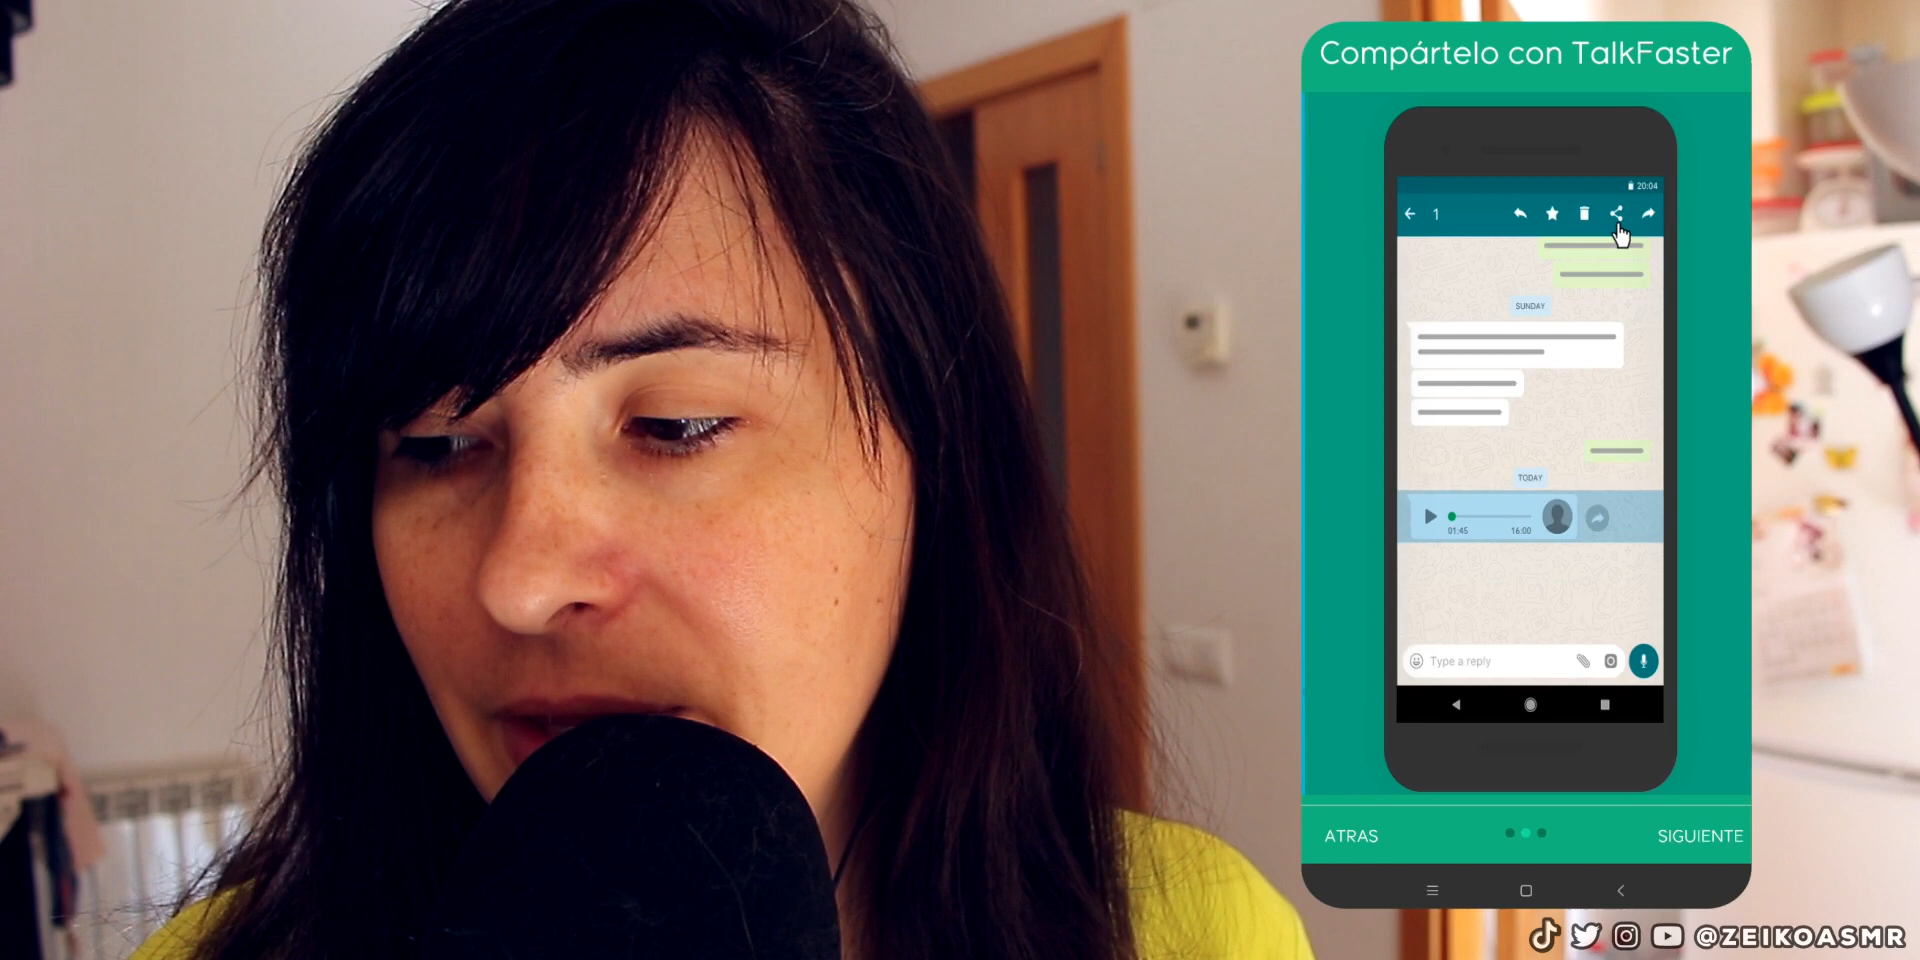 Compártelo con TalkFaster
20:04
1
SUNDAY
TODAY
01:45 16:00
Type a reply
ATRAS SIGUIENTE
@ZEIKOASMR